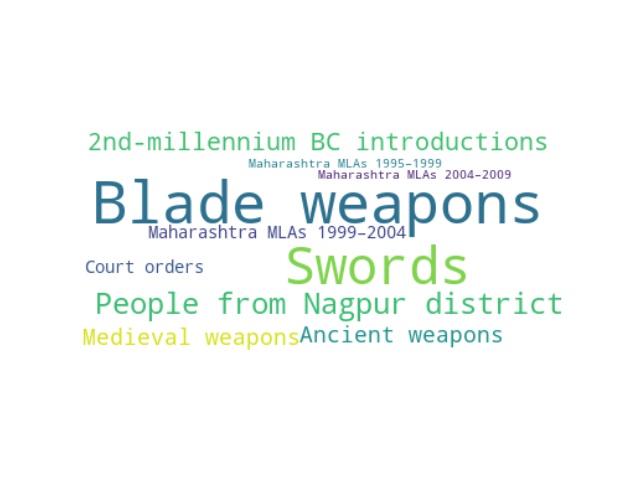 2nd-millennium BC introductions
Maharashtra MLAs 1995–1999
Maharashtra MLAs 2004–2009
Blade weapons
Maharashtra MLAs 1999–2004
Court orders
Swords
People from Nagpur district
Medieval weapons
Ancient weapons